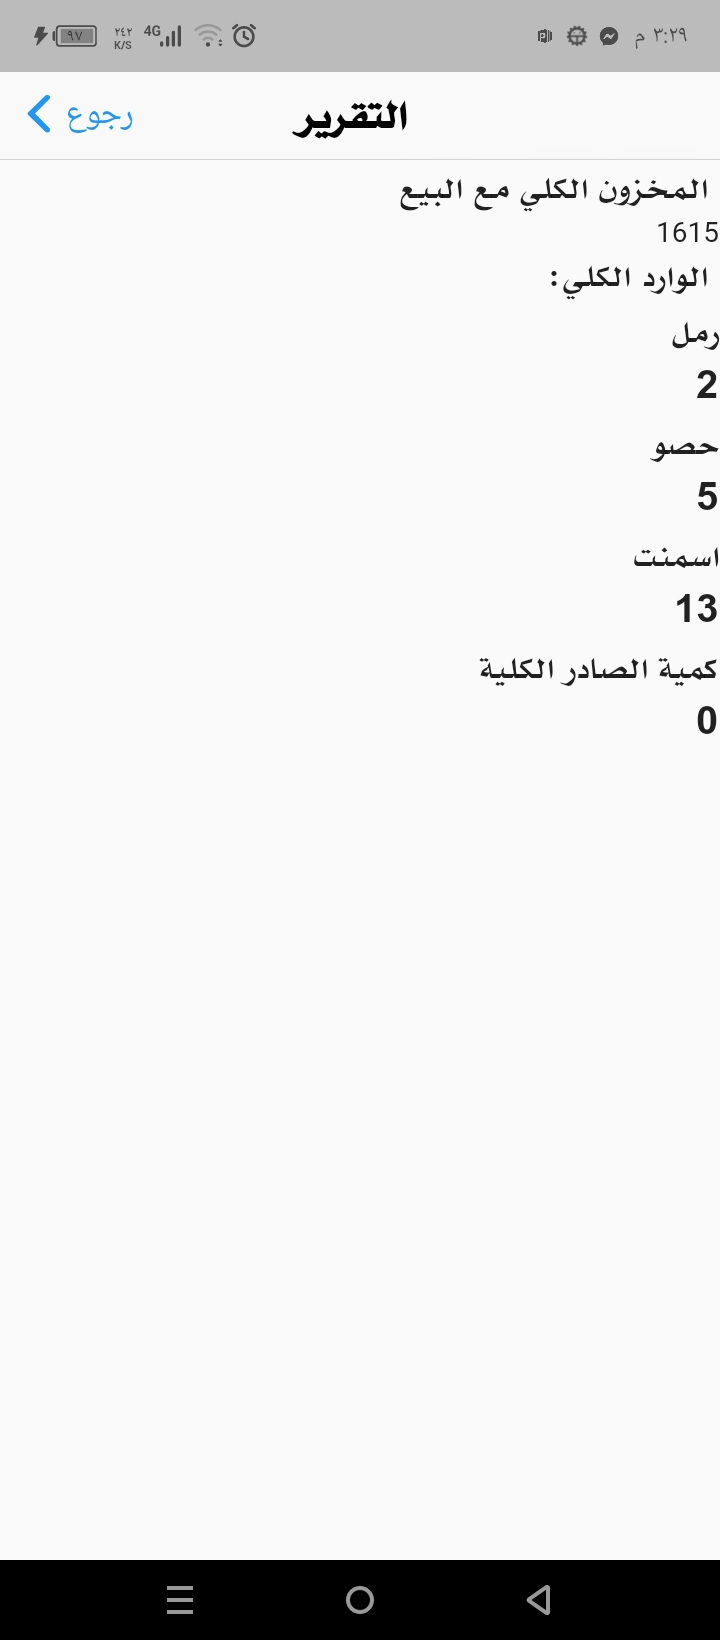 ٩٧
٢٤٢
K/S
4G
٣:٢٩ م
رجوع
التقرير
المخزون الكلي مع البيع
1615
الوارد الكلي:
رمل
2
حصو
5
اسمنت
13
كمية الصادر الكلية
0